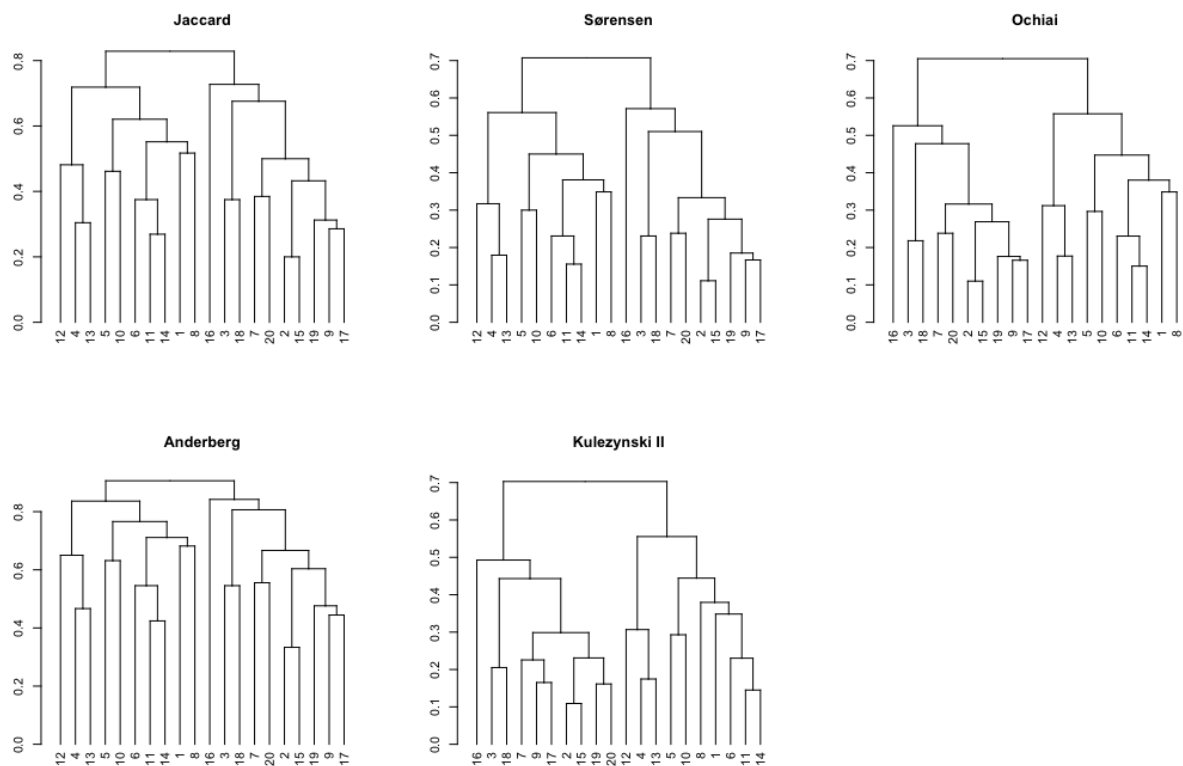 Jaccard
0.0 0.2 0.4 0.6 0.8
12 4 13 5 10 6 11 14 1 8 16 3 18 7 20 2 15 19 9 17
Sørensen
0.0 0.1 0.2 0.3 0.4 0.5 0.6 0.7
12 4 13 5 10 6 11 14 1 8 16 3 18 7 20 2 15 19 9 17
Ochiai
0.0 0.1 0.2 0.3 0.4 0.5 0.6 0.7
16 3 18 7 20 2 15 19 9 17 12 4 13 5 10 6 11 14 1 8
Anderberg
0.0 0.2 0.4 0.6 0.8
12 4 13 5 10 6 11 14 1 8 16 3 18 7 20 2 15 19 9 17
Kulezynski II
0.0 0.1 0.2 0.3 0.4 0.5 0.6 0.7
16 3 18 7 9 17 2 15 19 20 12 4 13 5 10 8 1 6 11 14